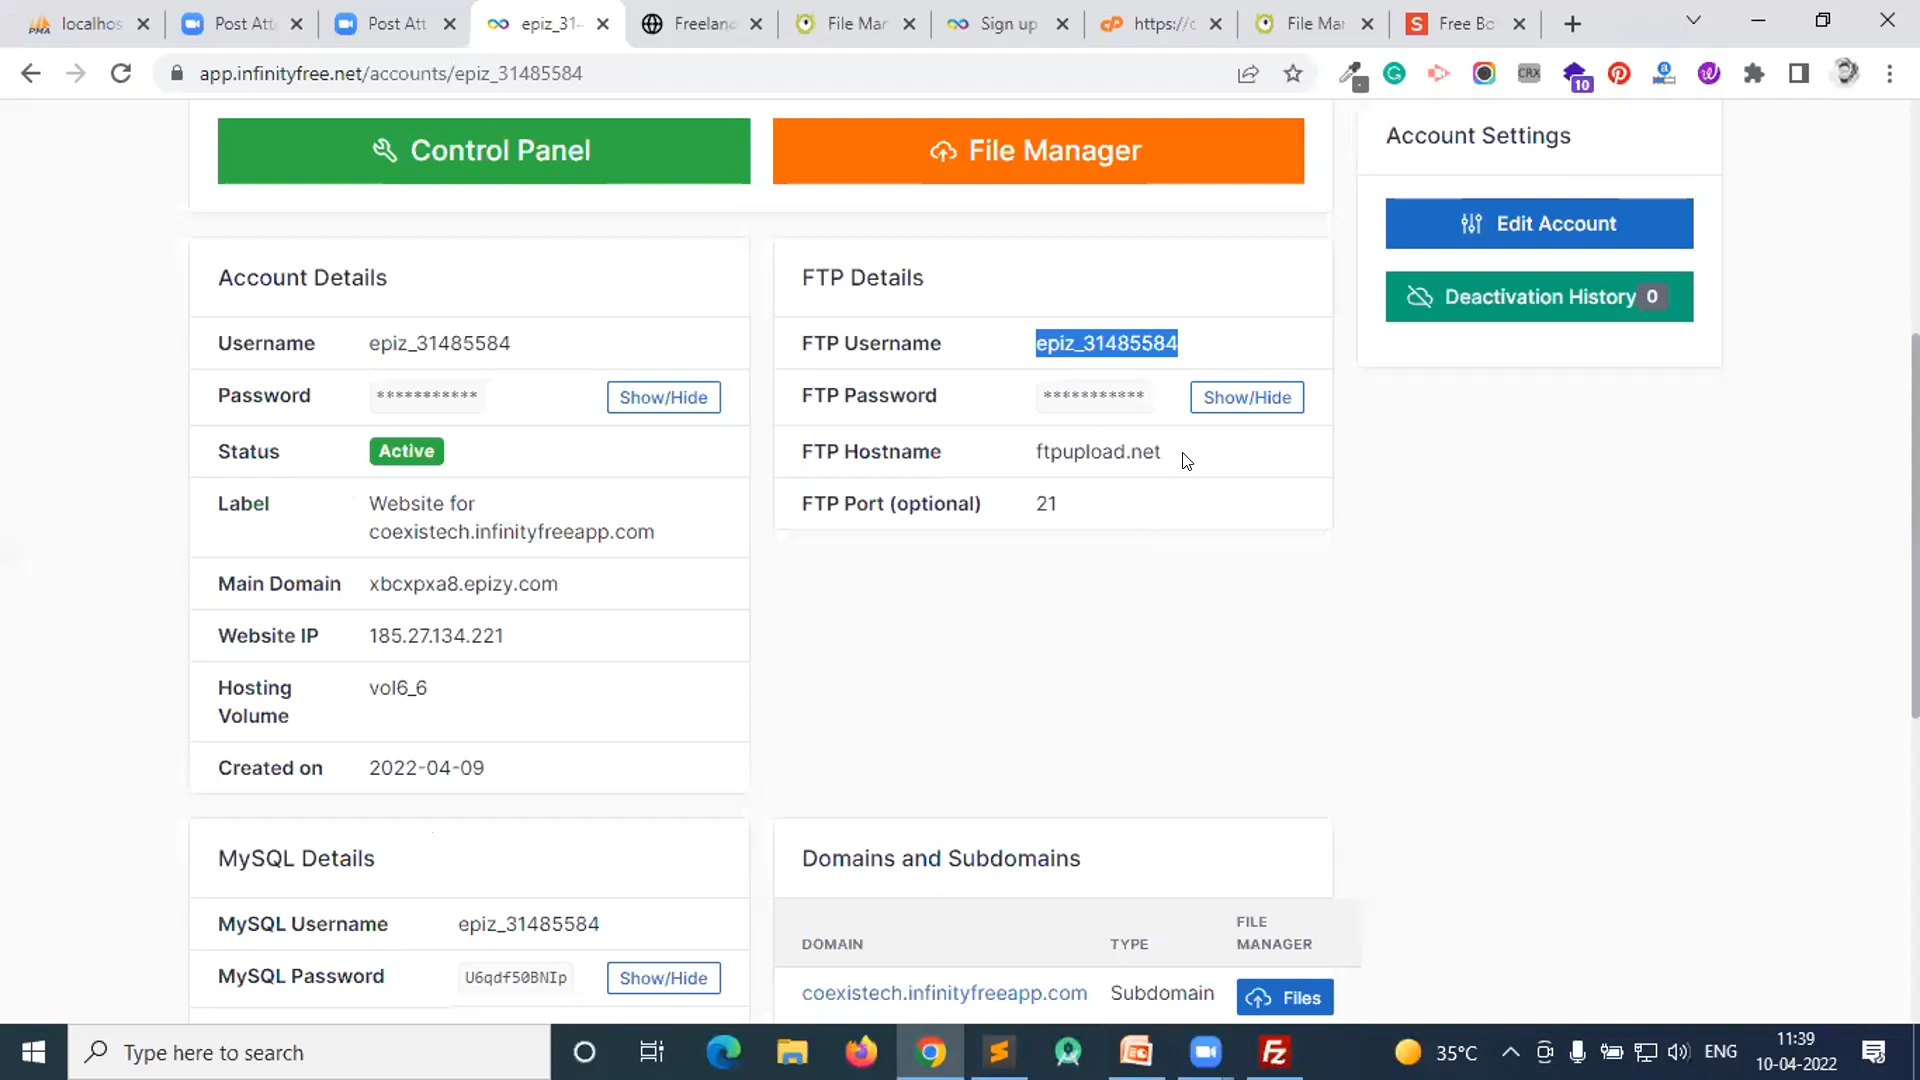 localhos
Post Att
Post Att
epiz_31-
Freeland
File Mar
Sign up
https://c
File Mar
Free Bo
app.infinityfree.net/accounts/epiz_31485584
CRX
10
Control Panel
File Manager
Account Settings
Edit Account
Deactivation History 0
Account Details
Username epiz_31485584
Password *********** Show/Hide
Status Active
Label Website for
coexistech.infinityfreeapp.com
Main Domain xbcxpxa8.epizy.com
Website IP 185.27.134.221
Hosting
Volume vol6_6
Created on 2022-04-09
FTP Details
FTP Username epiz_31485584
FTP Password *********** Show/Hide
FTP Hostname ftpupload.net
FTP Port (optional) 21
MySQL Details
MySQL Username epiz_31485584
MySQL Password U6qdf50BNIp Show/Hide
Domains and Subdomains
DOMAIN TYPE FILE MANAGER
coexistech.infinityfreeapp.com Subdomain Files
Type here to search
35°C
ENG
11:39
10-04-2022